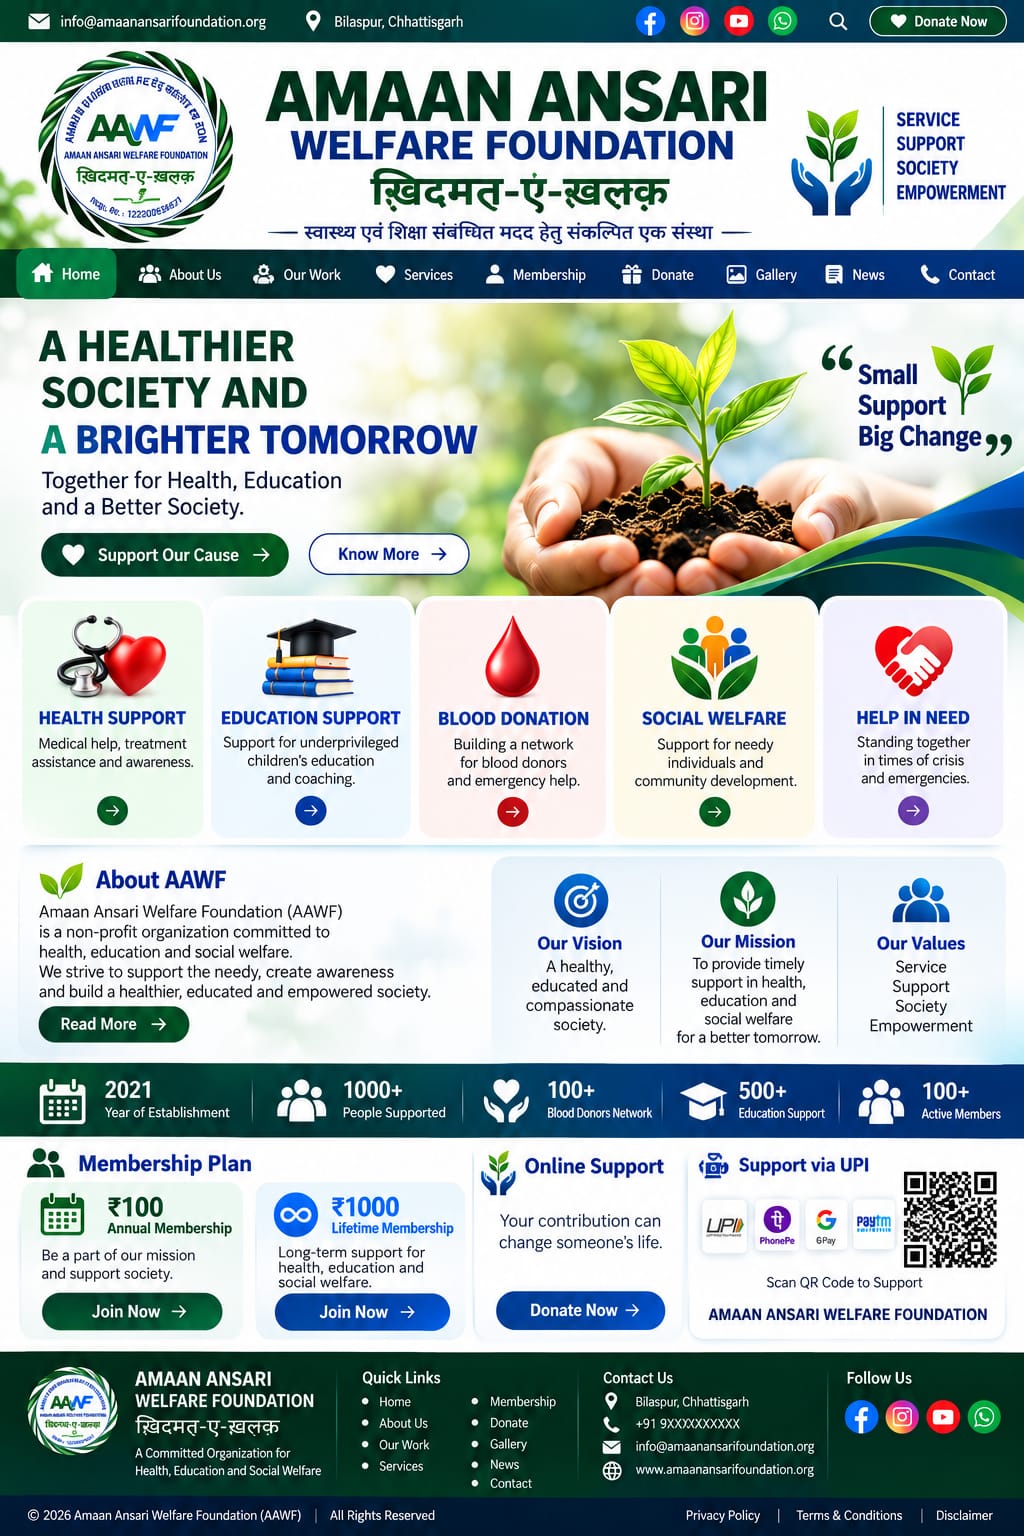 info@amaanansarifoundation.org
Bilaspur, Chhattisgarh
Donate Now
AAWF
AMAAN ANSARI WELFARE FOUNDATION
ख़िदमत-ए-ख़लक़
AMAAN ANSARI
WELFARE FOUNDATION
ख़िदमत-एं-ख़लक़
स्वास्थ्य एवं शिक्षा संबंधित मदद हेतु संकल्पित एक संस्था
SERVICE
SUPPORT
SOCIETY
EMPOWERMENT
Home
About Us
Our Work
Services
Membership
Donate
Gallery
News
Contact
A HEALTHIER
SOCIETY AND
A BRIGHTER TOMORROW
Together for Health, Education
and a Better Society.
Support Our Cause →
Know More →
“Small
Support
Big Change”
HEALTH SUPPORT
Medical help, treatment
assistance and awareness.
EDUCATION SUPPORT
Support for underprivileged
children's education
and coaching.
BLOOD DONATION
Building a network
for blood donors
and emergency help.
SOCIAL WELFARE
Support for needy
individuals and
community development.
HELP IN NEED
Standing together
in times of crisis
and emergencies.
About AAWF
Amaan Ansari Welfare Foundation (AAWF)
is a non-profit organization committed to
health, education and social welfare.
We strive to support the needy, create awareness
and build a healthier, educated and empowered society.
Read More →
Our Vision
A healthy,
educated and
compassionate
society.
Our Mission
To provide timely
support in health,
education and
social welfare
for a better tomorrow.
Our Values
Service
Support
Society
Empowerment
2021
Year of Establishment
1000+
People Supported
100+
Blood Donors Network
500+
Education Support
100+
Active Members
Membership Plan
₹100
Annual Membership
Be a part of our mission
and support society.
Join Now →
₹1000
Lifetime Membership
Long-term support for
health, education and
social welfare.
Join Now →
Online Support
Your contribution can
change someone's life.
Donate Now →
Support via UPI
UPI
PhonePe
GPay
Paytm
Scan QR Code to Support
AMAAN ANSARI WELFARE FOUNDATION
AAWF
AMAAN ANSARI
WELFARE FOUNDATION
ख़िदमत-ए-ख़लक़
A Committed Organization for
Health, Education and Social Welfare
Quick Links
Home
About Us
Our Work
Services
Membership
Donate
Gallery
News
Contact
Contact Us
Bilaspur, Chhattisgarh
+91 9XXXXXXXXXX
info@amaanansarifoundation.org
www.amaanansarifoundation.org
Follow Us
© 2026 Amaan Ansari Welfare Foundation (AAWF) | All Rights Reserved
Privacy Policy | Terms & Conditions | Disclaimer